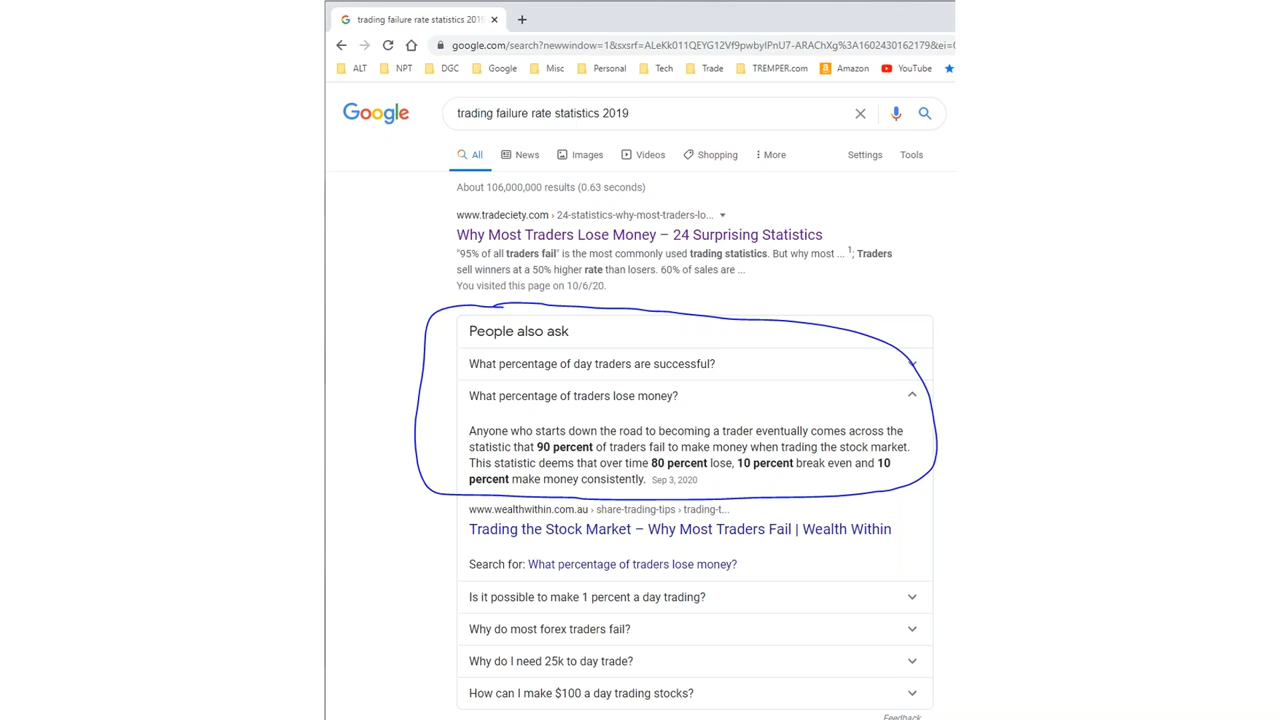 trading failure rate statistics 201
google.com/search?newwindow=1&sxsrf=ALeKk011QEYG12Vf9pwbyIPnU7-ARAChXg%3A1602430162179&ei=
ALT NPT DGC Google Misc Personal Tech Trade TREMPER.com Amazon YouTube
Google trading failure rate statistics 2019
All News Images Videos Shopping More Settings Tools
About 106,000,000 results (0.63 seconds)
www.tradeciety.com › 24-statistics-why-most-traders-lo...
Why Most Traders Lose Money – 24 Surprising Statistics
"95% of all traders fail" is the most commonly used trading statistics. But why most ... 1; Traders
sell winners at a 50% higher rate than losers. 60% of sales are ...
You visited this page on 10/6/20.
People also ask
What percentage of day traders are successful?
What percentage of traders lose money?
Anyone who starts down the road to becoming a trader eventually comes across the
statistic that 90 percent of traders fail to make money when trading the stock market.
This statistic deems that over time 80 percent lose, 10 percent break even and 10
percent make money consistently. Sep 3, 2020
www.wealthwithin.com.au › share-trading-tips › trading-t...
Trading the Stock Market – Why Most Traders Fail | Wealth Within
Search for: What percentage of traders lose money?
Is it possible to make 1 percent a day trading?
Why do most forex traders fail?
Why do I need 25k to day trade?
How can I make $100 a day trading stocks?
Feedback